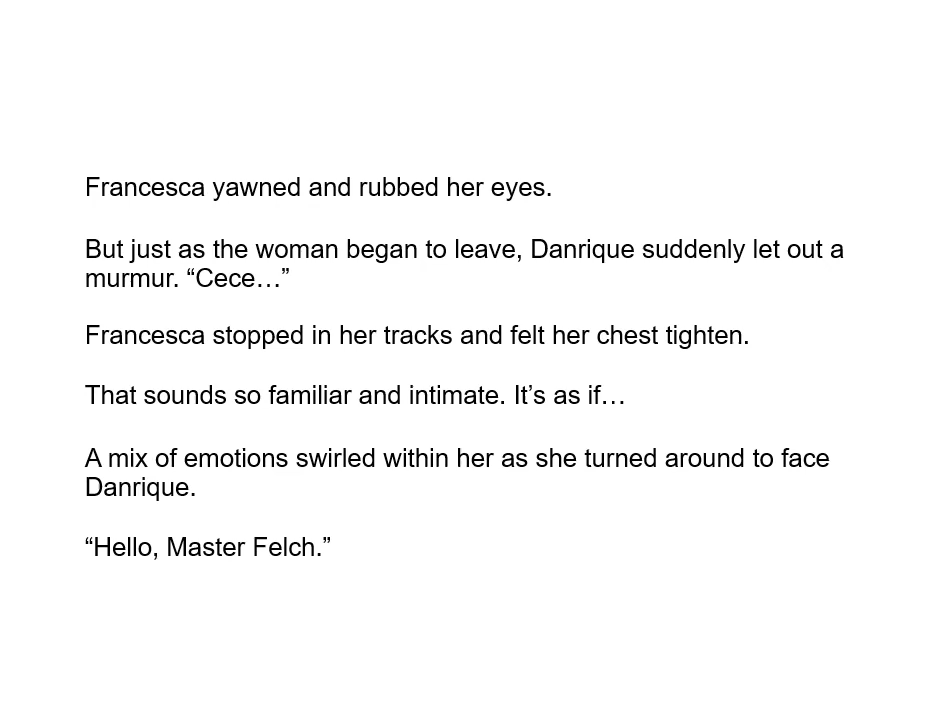 Francesca yawned and rubbed her eyes.
But just as the woman began to leave, Danrique suddenly let out a
murmur. “Cece…”
Francesca stopped in her tracks and felt her chest tighten.
That sounds so familiar and intimate. It’s as if…
A mix of emotions swirled within her as she turned around to face
Danrique.
“Hello, Master Felch.”